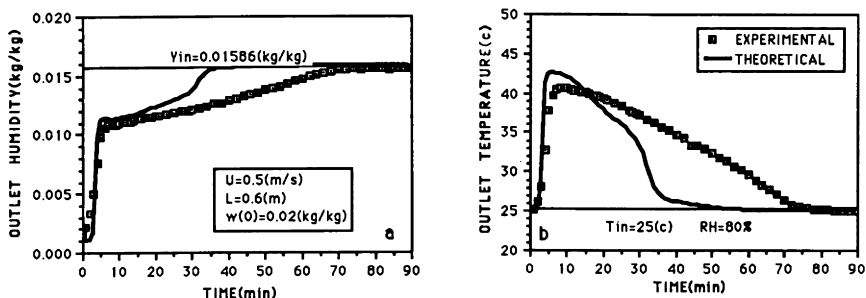 OUTLET HUMIDITY(kg/kg)
0.020
0.015
0.010
0.005
0.000
Yin=0.01586(kg/kg)
U=0.5(m/s)
L=0.6(m)
w(0)=0.02(kg/kg)
a
0 10 20 30 40 50 60 70 80 90
TIME(min)
OUTLET TEMPERATURE(c)
50
45
40
35
30
25
20
EXPERIMENTAL
THEORETICAL
b
Tin=25(c) RH=80%
0 10 20 30 40 50 60 70 80 90
TIME(min)